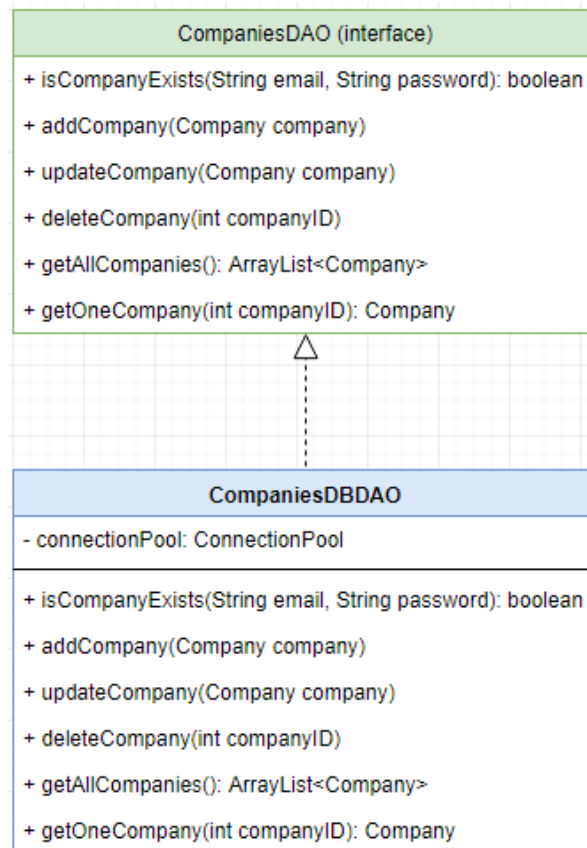 CompaniesDAO (interface)
+ isCompanyExists(String email, String password): boolean
+ addCompany(Company company)
+ updateCompany(Company company)
+ deleteCompany(int companyID)
+ getAllCompanies(): ArrayList<Company>
+ getOneCompany(int companyID): Company
CompaniesDBDAO
- connectionPool: ConnectionPool
+ isCompanyExists(String email, String password): boolean
+ addCompany(Company company)
+ updateCompany(Company company)
+ deleteCompany(int companyID)
+ getAllCompanies(): ArrayList<Company>
+ getOneCompany(int companyID): Company